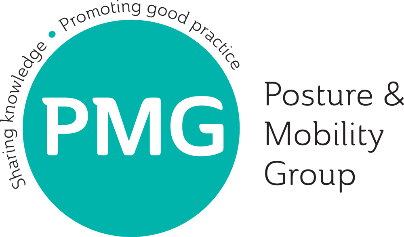 Sharing knowledge • Promoting good practice
PMG
Posture &
Mobility
Group